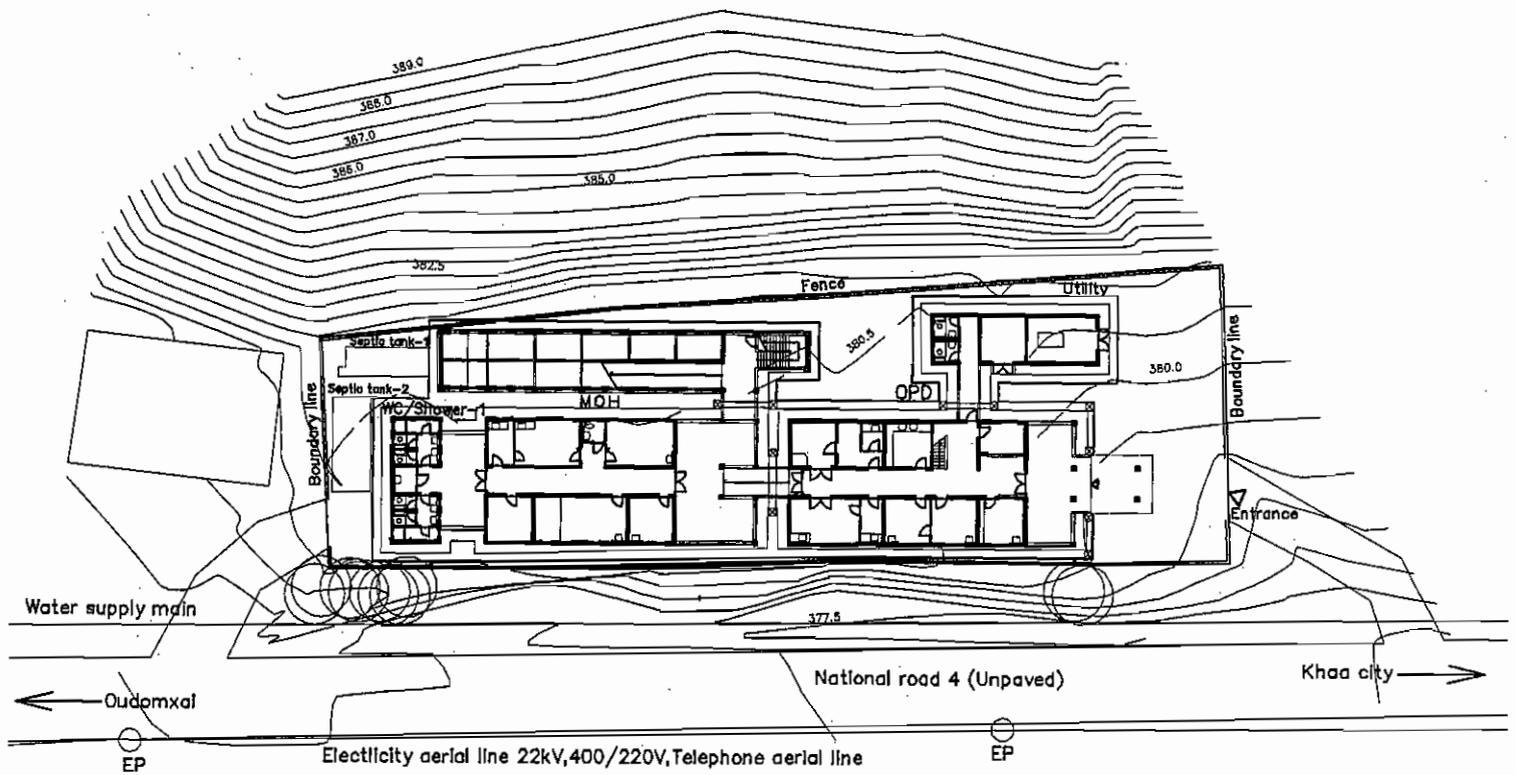 389.0
388.0
387.0
386.0
385.0
382.5
Fence
Utility
Septic tank-1
380.5
380.0
Boundary line
Boundary line
Septic tank-2
OPD
MOH
WC/Shower-1
Entrance
Water supply main
377.5
National road 4 (Unpaved)
Khaa city
Oudomxai
EP
EP
Electlicity aerial line 22kV,400/220V,Telephone aerial line